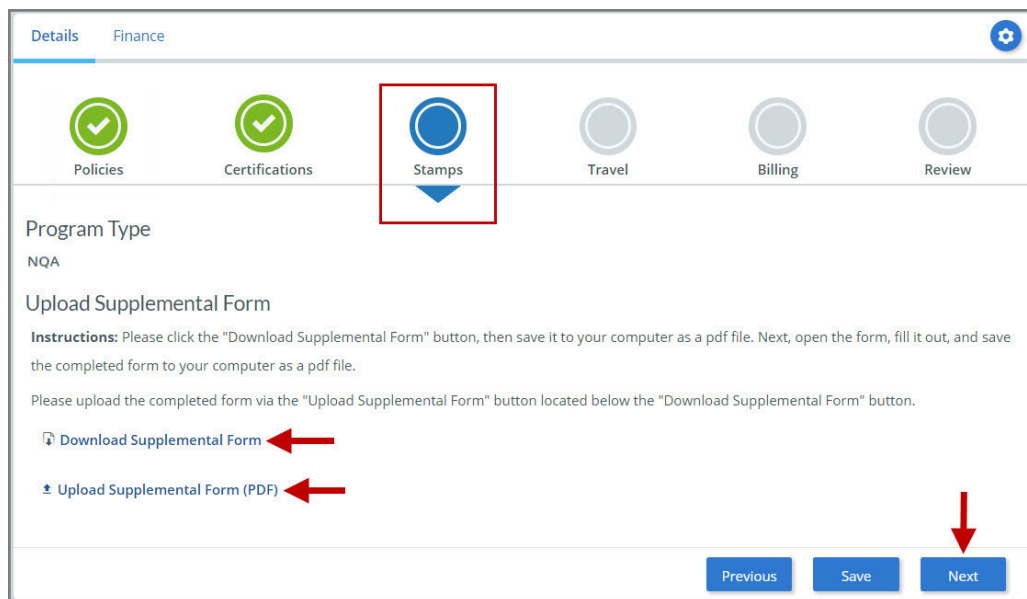 Details Finance
Policies Certifications Stamps Travel Billing Review
Program Type
NQA
Upload Supplemental Form
Instructions: Please click the "Download Supplemental Form" button, then save it to your computer as a pdf file. Next, open the form, fill it out, and save
the completed form to your computer as a pdf file.
Please upload the completed form via the "Upload Supplemental Form" button located below the "Download Supplemental Form" button.
Download Supplemental Form
Upload Supplemental Form (PDF)
Previous Save Next